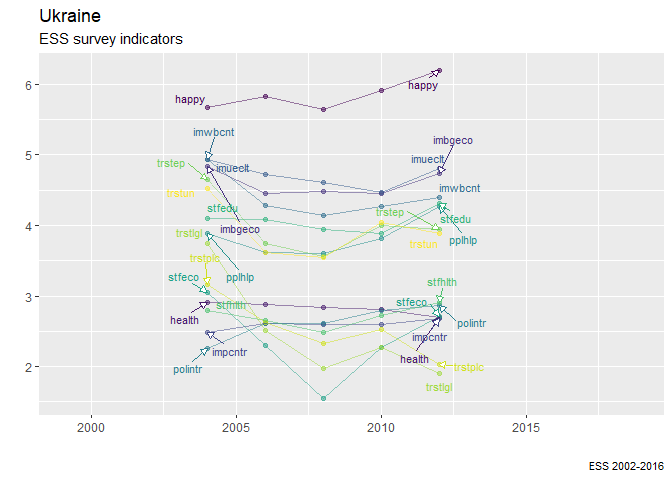 Ukraine
ESS survey indicators
6
5
4
3
2
happy
happy
imwbcnt
imbgeco
trstep
imueclt
imueclt
trstun
imwbcnt
stfedu
trstep
stfedu
trstlgl
imbgeco
pplhlp
trstun
trstplc
stfeco
pplhlp
stfhlth
stfhlth
stfeco
health
polintr
impcntr
impcntr
polintr
health
trstplc
trstlgl
2000
2005
2010
2015
ESS 2002-2016